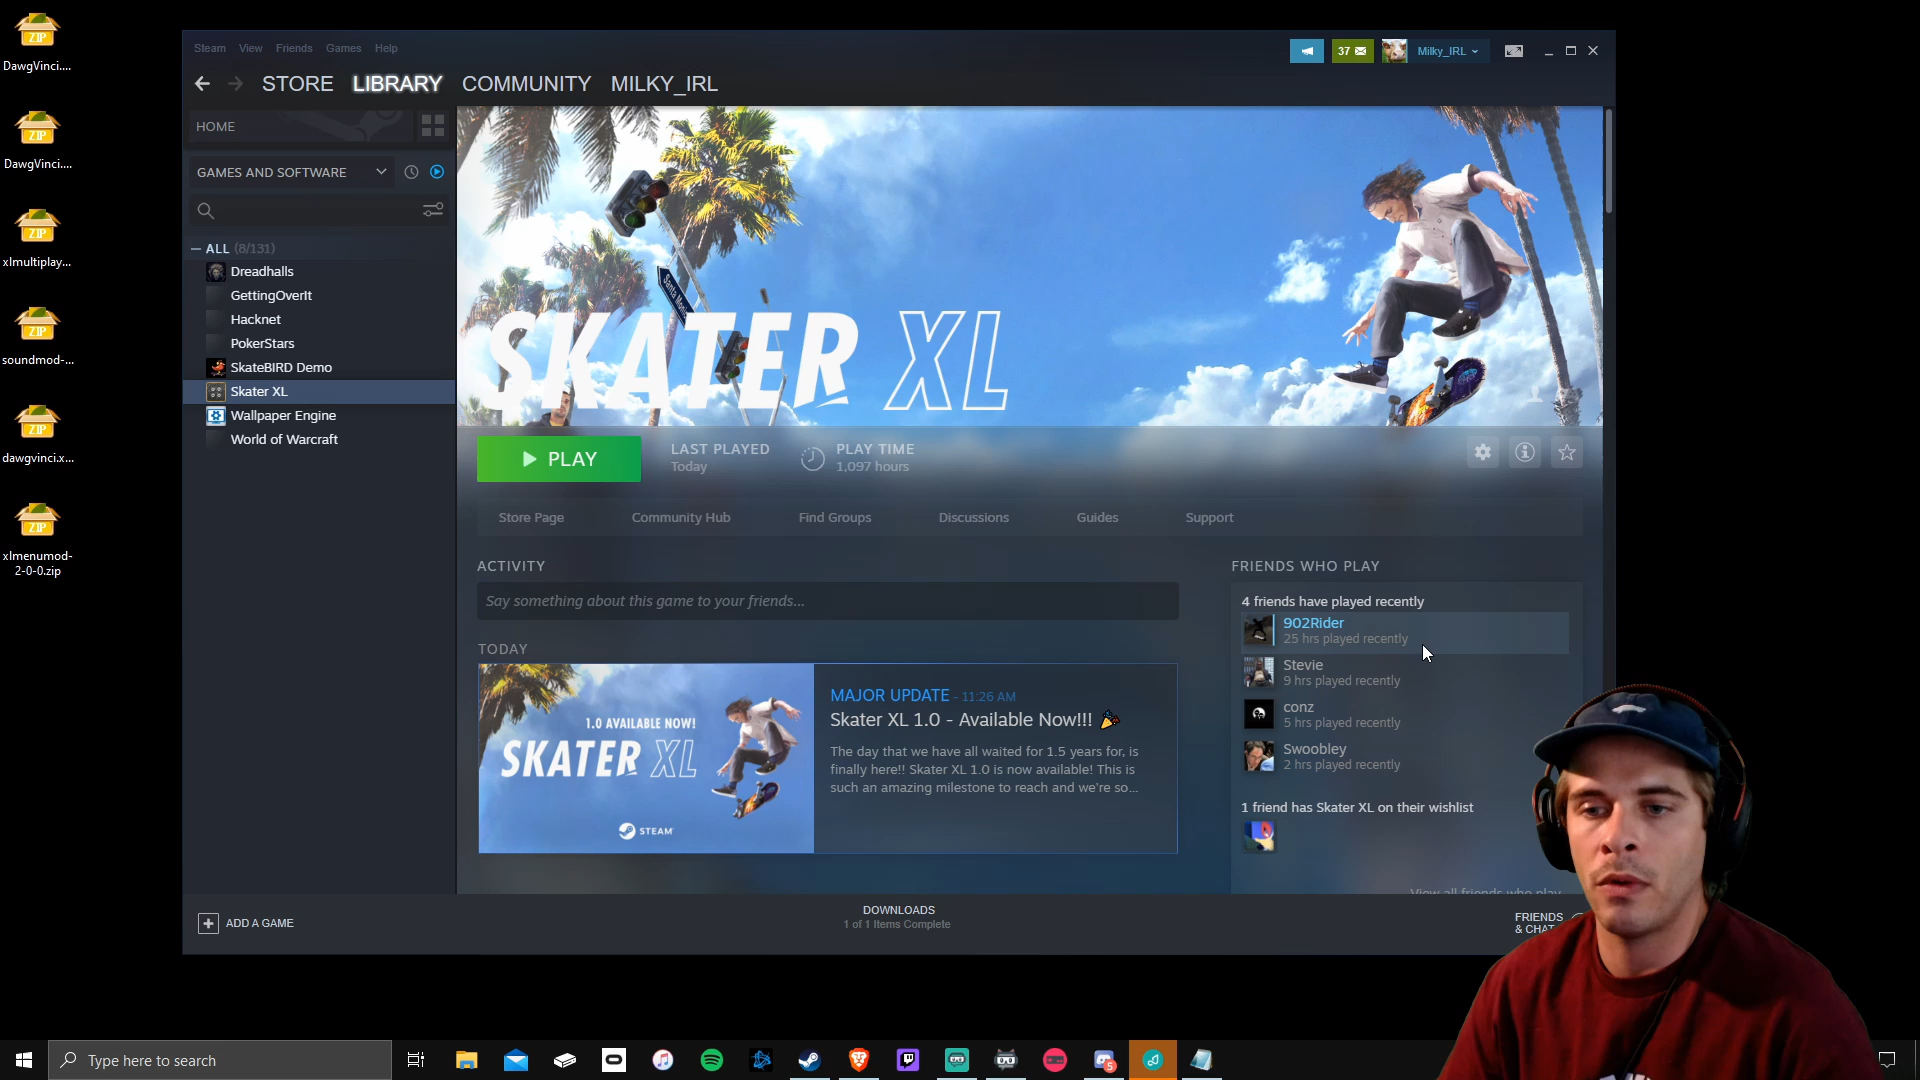 DawgVinci....
DawgVinci....
xlmultiplay...
soundmod-...
dawgvinci.x...
xlmenumod-
2-0-0.zip
Steam View Friends Games Help
37
Milky_IRL
STORE LIBRARY COMMUNITY MILKY_IRL
HOME
GAMES AND SOFTWARE
— ALL (8/131)
Dreadhalls
GettingOverIt
Hacknet
PokerStars
SkateBIRD Demo
Skater XL
Wallpaper Engine
World of Warcraft
ADD A GAME
SKATER XL
PLAY
LAST PLAYED
Today
PLAY TIME
1,097 hours
Store Page Community Hub Find Groups Discussions Guides Support
ACTIVITY
Say something about this game to your friends...
TODAY
1.0 AVAILABLE NOW!
SKATER XL
STEAM
MAJOR UPDATE - 11:26 AM
Skater XL 1.0 - Available Now!!! 🎉
The day that we have all waited for 1.5 years for, is
finally here!! Skater XL 1.0 is now available! This is
such an amazing milestone to reach and we're so...
FRIENDS WHO PLAY
4 friends have played recently
902Rider
25 hrs played recently
Stevie
9 hrs played recently
conz
5 hrs played recently
Swoobley
2 hrs played recently
1 friend has Skater XL on their wishlist
View all friends who play
DOWNLOADS
1 of 1 Items Complete
FRIENDS
& CHAT
Type here to search
5